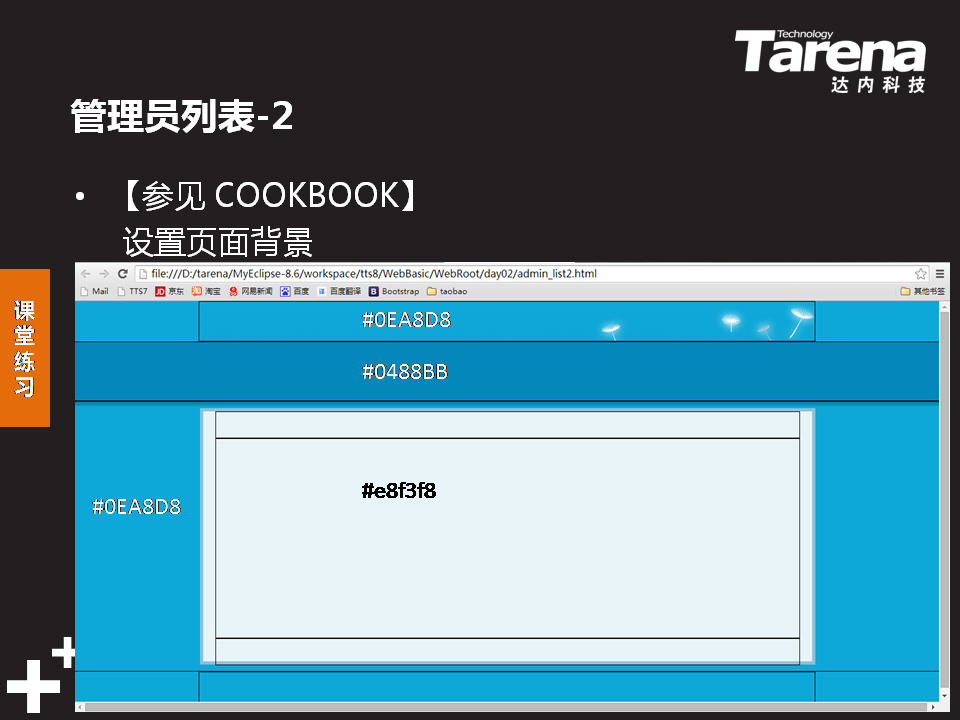 Technology
Tarena
达内科技
管理员列表-2
• 【参见 COOKBOOK】
设置页面背景
课堂练习
file:///D:/tarena/MyEclipse-8.6/workspace/tts8/WebBasic/WebRoot/day02/admin_list2.html
Mail TTS7 JD 京东 淘宝 网易新闻 百度 百度翻译 B Bootstrap taobao 其他书签
#0EA8D8
#0488BB
#e8f3f8
#0EA8D8